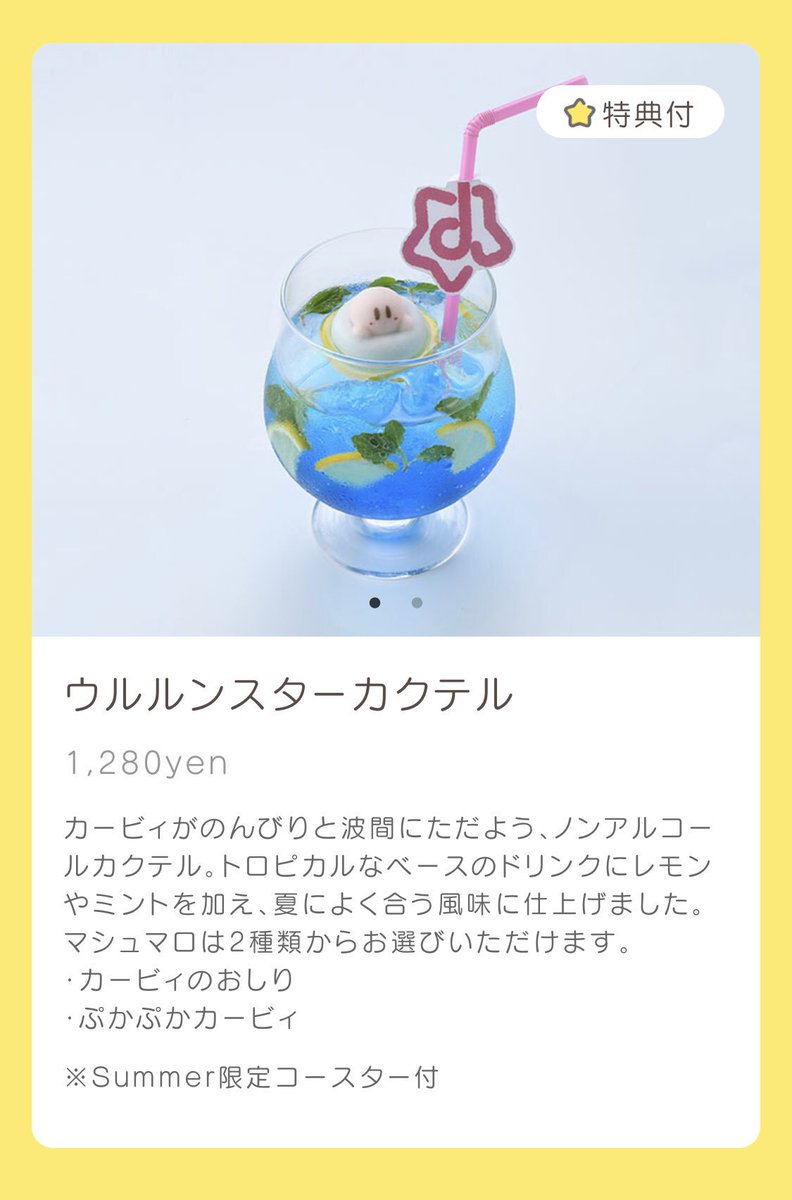 特典付
ウルルンスターカクテル
1,280yen
カービィがのんびりと波間にただよう、ノンアルコー
ルカクテル。トロピカルなベースのドリンクにレモン
やミントを加え、夏によく合う風味に仕上げました。
マシュマロは2種類からお選びいただけます。
・カービィのおしり
・ぷかぷかカービィ
※Summer限定コースター付